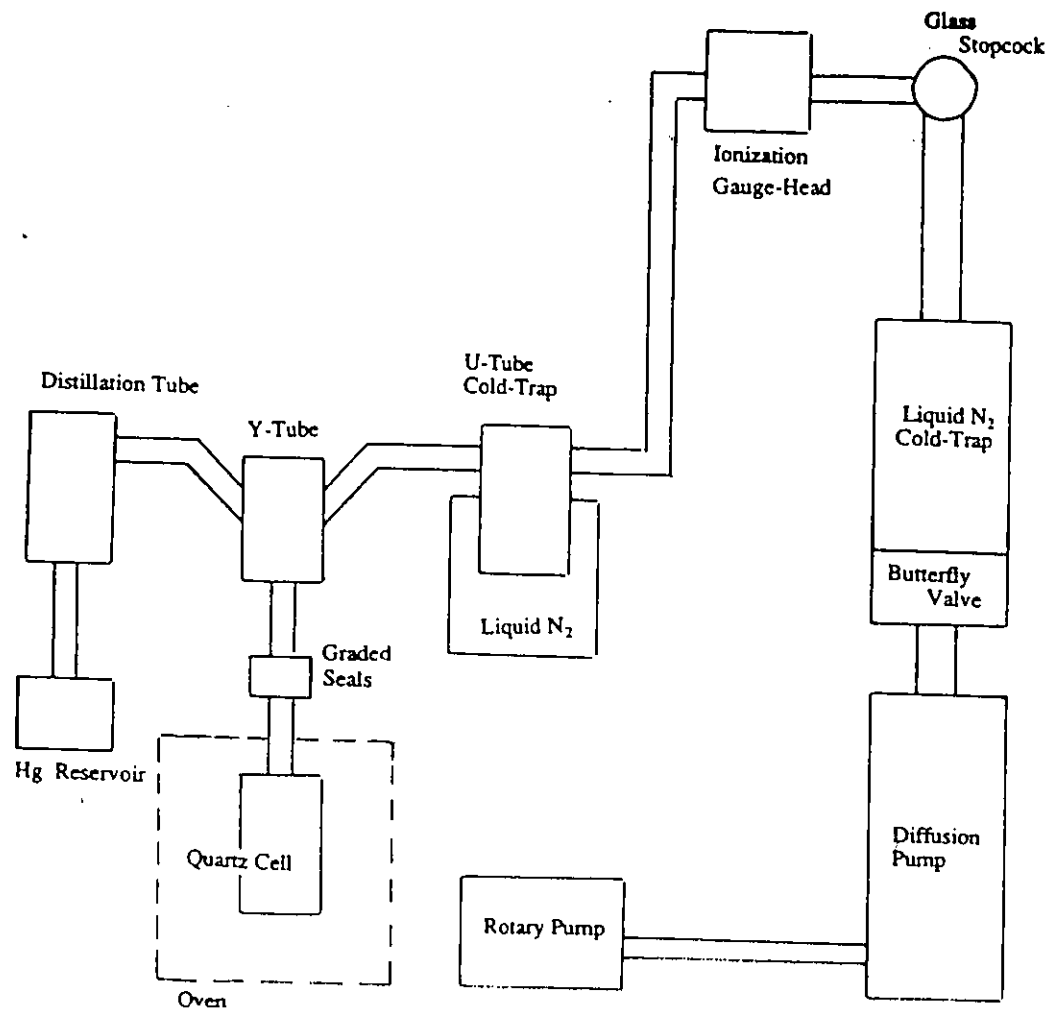 Glass
Stopcock
Ionization
Gauge-Head
U-Tube
Cold-Trap
Distillation Tube
Y-Tube
Liquid N₂
Cold-Trap
Butterfly
Valve
Liquid N₂
Graded
Seals
Hg Reservoir
Quartz Cell
Diffusion
Pump
Rotary Pump
Oven